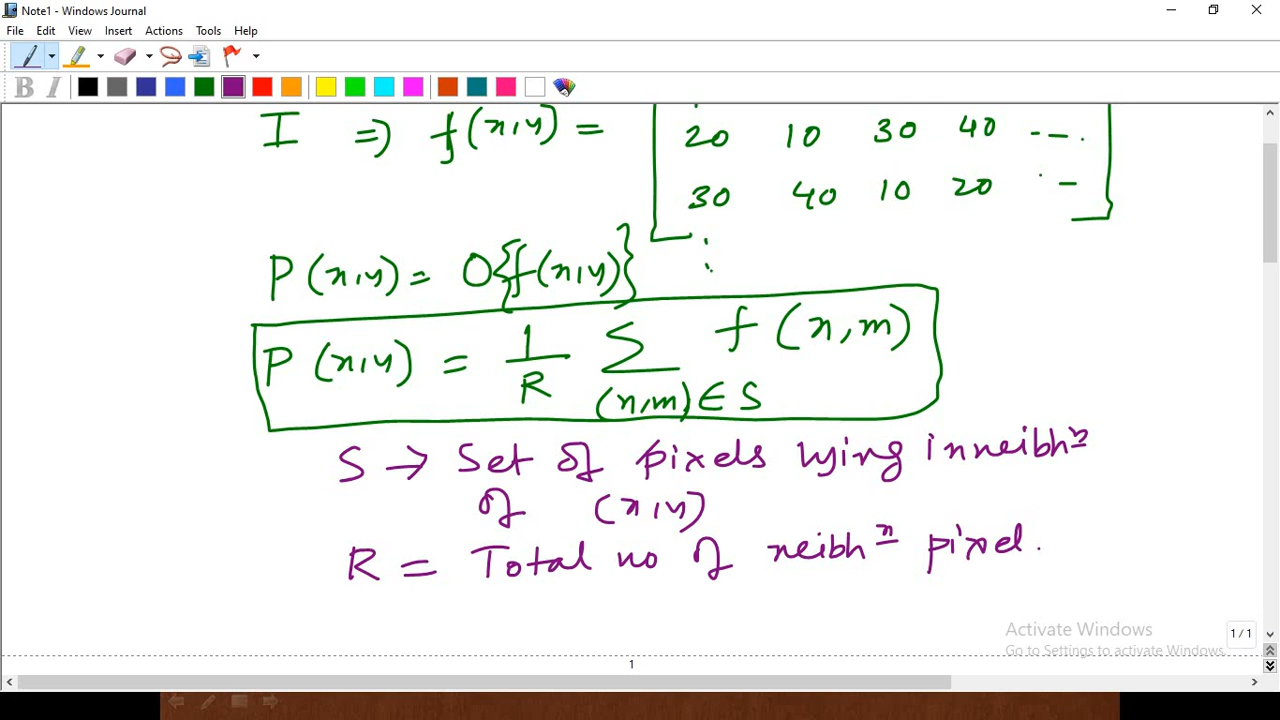 Note1 - Windows Journal
File Edit View Insert Actions Tools Help
B I
I => f(x,y) = 20 10 30 40 ---.
30 40 10 20 . -
P(x,y) = O{f(x,y)}
P(x,y) = 1/R Σ f(n,m)
(n,m) ∈ S
S → Set of pixels lying in neibhr
of (x,y)
R = Total no of neibhr pixel.
Activate Windows
Go to Settings to activate Windows.
1 / 1
1